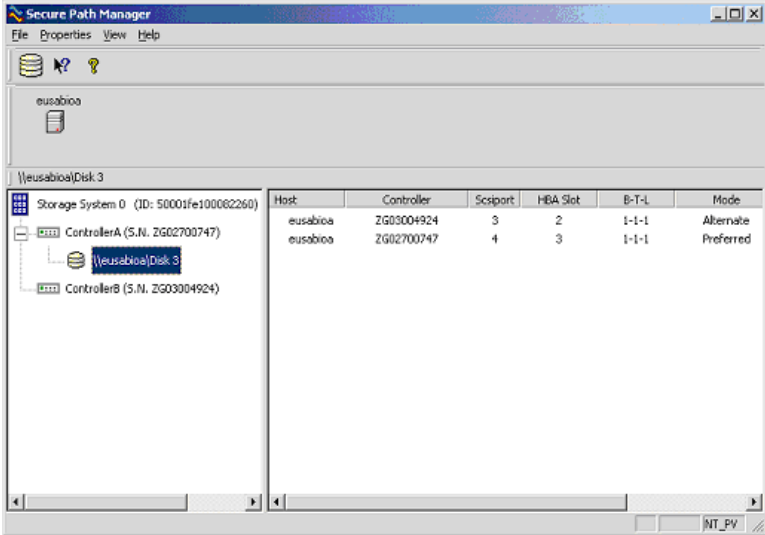 Secure Path Manager
File Properties View Help
eusabioa
\\eusabioa\Disk 3
Storage System 0 (ID: 50001fe100082260)
ControllerA (S.N. ZG02700747)
\\eusabioa\Disk 3
ControllerB (S.N. ZG03004924)
Host Controller Scsiport HBA Slot B-T-L Mode
eusabioa ZG03004924 3 2 1-1-1 Alternate
eusabioa ZG02700747 4 3 1-1-1 Preferred
NT_PV